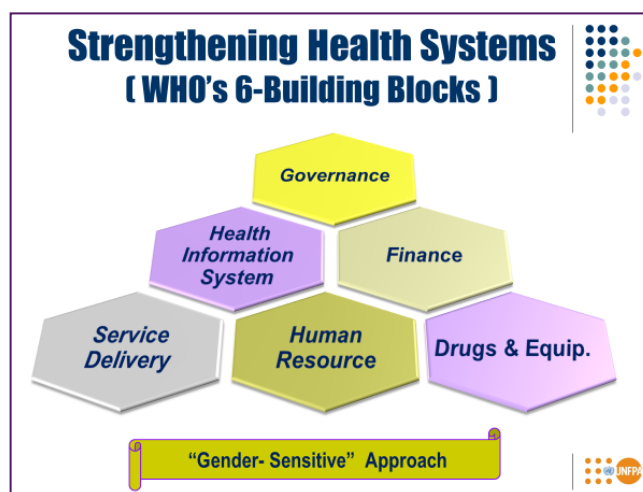 Strengthening Health Systems
( WHO's 6-Building Blocks )
Governance
Health
Information
System
Finance
Service
Delivery
Human
Resource
Drugs & Equip.
“Gender- Sensitive”  Approach
UNFPA